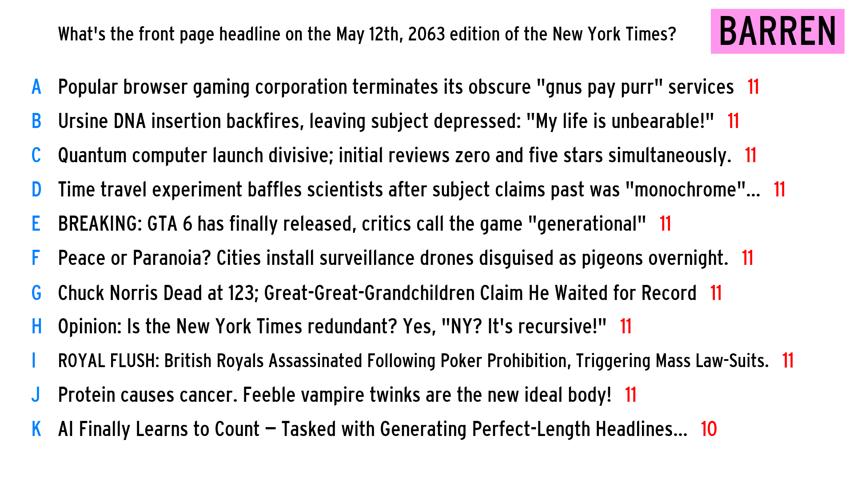 What's the front page headline on the May 12th, 2063 edition of the New York Times?
BARREN
A Popular browser gaming corporation terminates its obscure "gnus pay purr" services 11
B Ursine DNA insertion backfires, leaving subject depressed: "My life is unbearable!" 11
C Quantum computer launch divisive; initial reviews zero and five stars simultaneously. 11
D Time travel experiment baffles scientists after subject claims past was "monochrome"... 11
E BREAKING: GTA 6 has finally released, critics call the game "generational" 11
F Peace or Paranoia? Cities install surveillance drones disguised as pigeons overnight. 11
G Chuck Norris Dead at 123; Great-Great-Grandchildren Claim He Waited for Record 11
H Opinion: Is the New York Times redundant? Yes, "NY? It's recursive!" 11
I ROYAL FLUSH: British Royals Assassinated Following Poker Prohibition, Triggering Mass Law-Suits. 11
J Protein causes cancer. Feeble vampire twinks are the new ideal body! 11
K AI Finally Learns to Count – Tasked with Generating Perfect-Length Headlines... 10